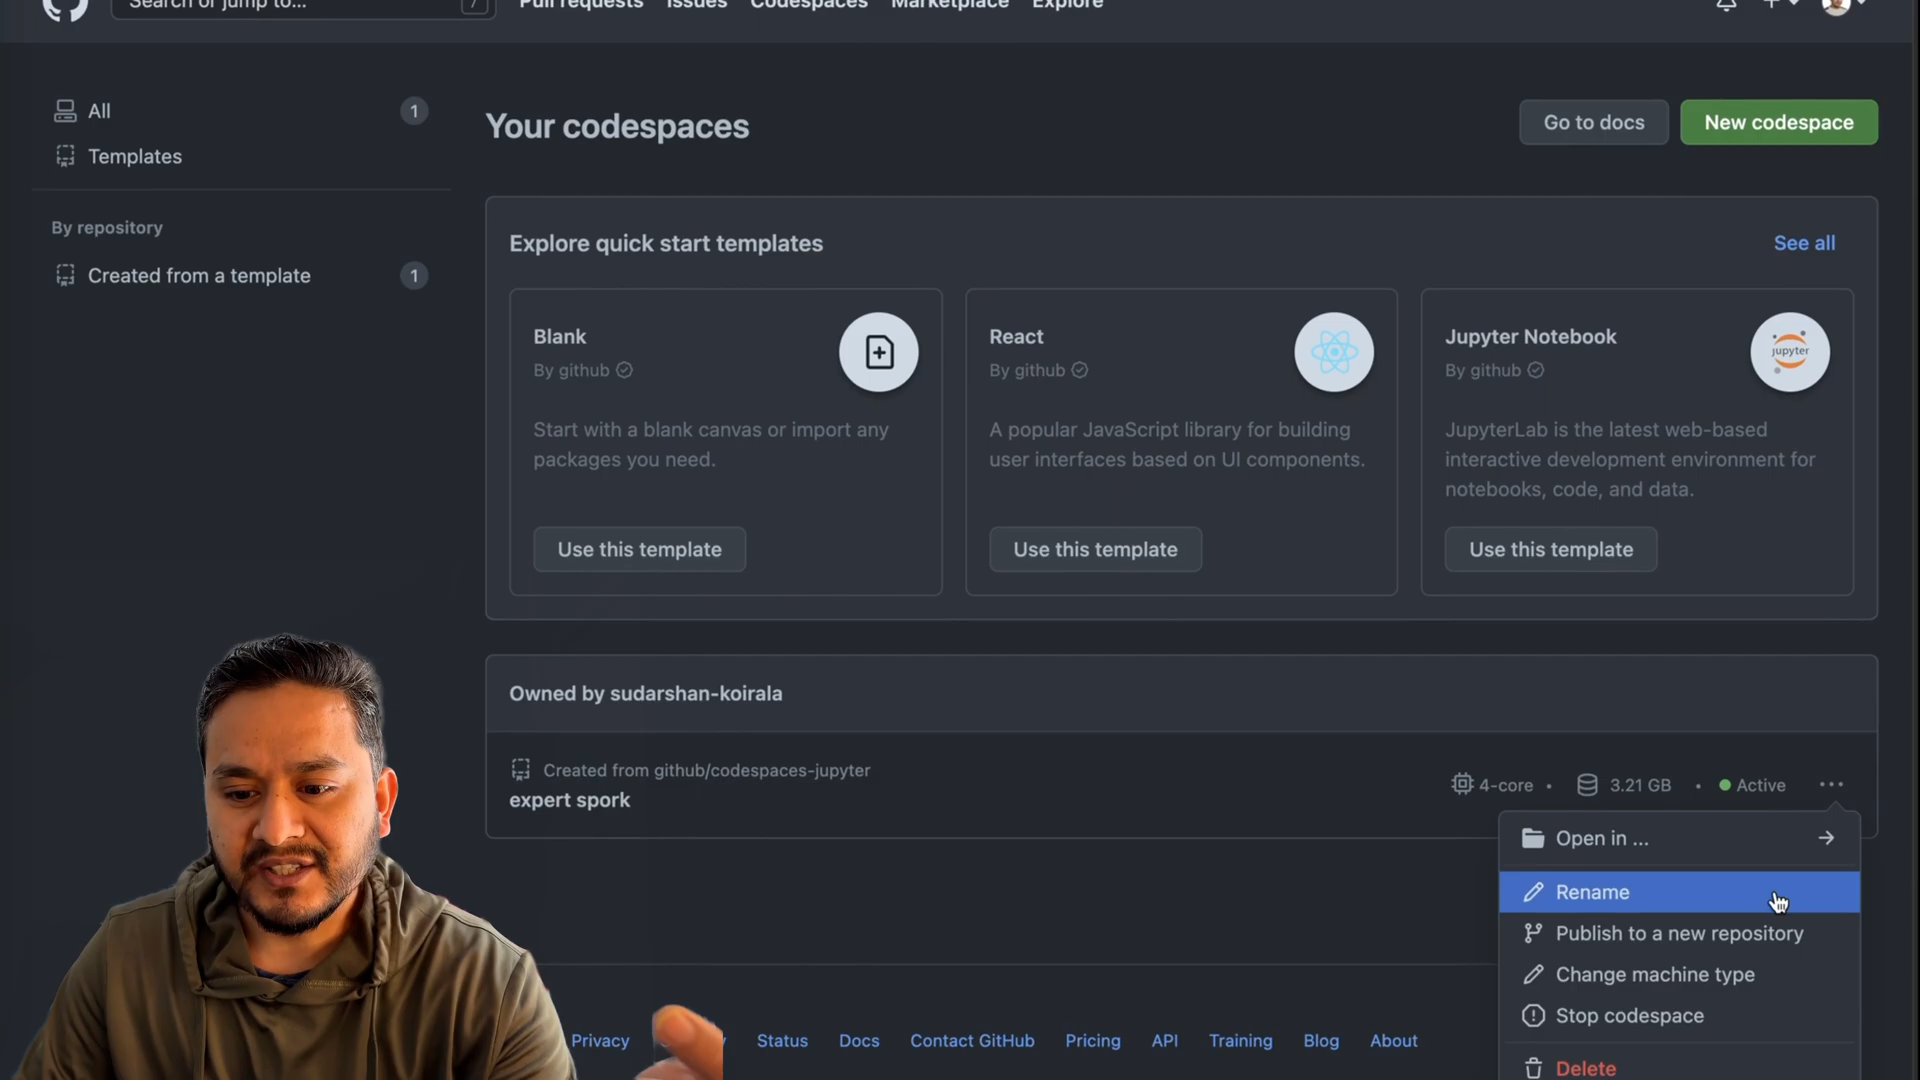 Search or jump to... /
Pull requests Issues Codespaces Marketplace Explore
All 1
Templates
By repository
Created from a template 1
Your codespaces
Go to docs
New codespace
Explore quick start templates
See all
Blank
By github
Start with a blank canvas or import any
packages you need.
Use this template
React
By github
A popular JavaScript library for building
user interfaces based on UI components.
Use this template
Jupyter Notebook
By github
jupyter
JupyterLab is the latest web-based
interactive development environment for
notebooks, code, and data.
Use this template
Owned by sudarshan-koirala
Created from github/codespaces-jupyter
expert spork
4-core • 3.21 GB • Active ...
Open in ...
Rename
Publish to a new repository
Change machine type
Stop codespace
Delete
Privacy Status Docs Contact GitHub Pricing API Training Blog About